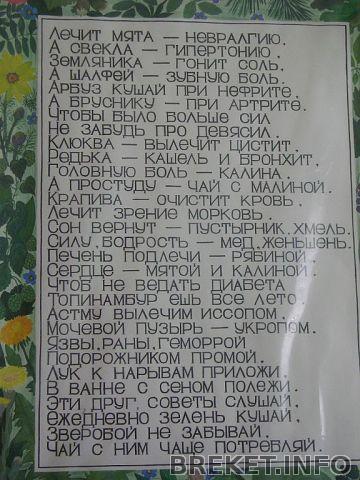 Лечит мята — невралгию.
А свекла — гипертонию.
Земляника — гонит соль.
А шалфей — зубную боль.
Арбуз кушай при нефрите,
А бруснику — при артрите.
Чтобы было больше сил
Не забудь про девясил.
Клюква — вылечит цистит,
Редька — кашель и бронхит,
Головную боль — калина.
А простуду — чай с малиной.
Крапива — очистит кровь.
Лечит зрение морковь.
Сон вернут — пустырник, хмель.
Силу, бодрость — мед, женьшень.
Печень подлечи — рябиной,
Сердце — мятой и калиной.
Чтоб не ведать диабета
Топинамбур ешь все лето.
Астму вылечим иссопом.
Мочевой пузырь — укропом.
Язвы, раны, геморрой
Подорожником промой.
Лук к нарывам приложи,
В ванне с сеном полежи.
Эти, друг, советы слушай,
Ежедневно зелень кушай,
Зверобой не забывай,
Чай с ним чаще потребляй.
BREKET.INFO